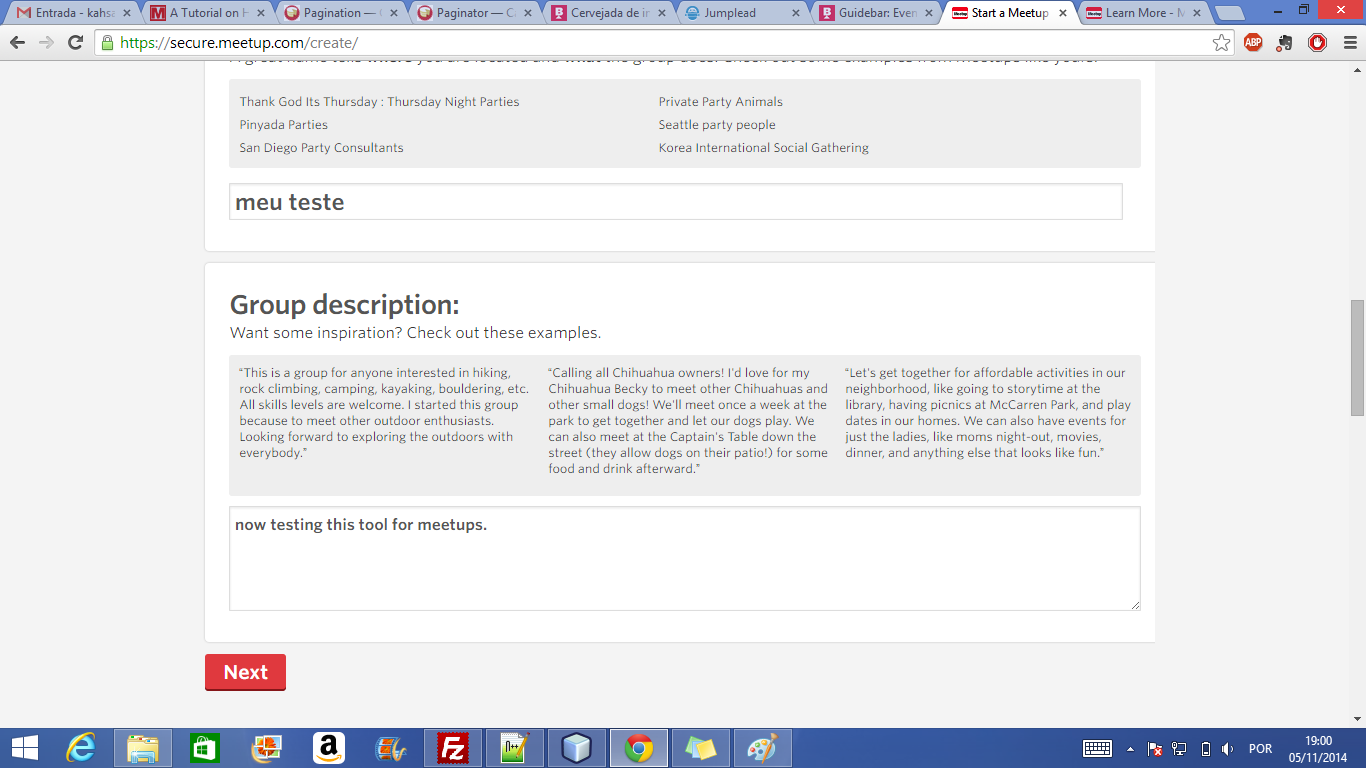 Entrada - kahsa
A Tutorial on H
Pagination — C
Paginator — C
Cervejada de in
Jumplead
Guidebar: Even
Start a Meetup
Learn More - M
https://secure.meetup.com/create/
ABP
Thank God Its Thursday : Thursday Night Parties
Private Party Animals
Pinyada Parties
Seattle party people
San Diego Party Consultants
Korea International Social Gathering
meu teste
Group description:
Want some inspiration? Check out these examples.
“This is a group for anyone interested in hiking,
rock climbing, camping, kayaking, bouldering, etc.
All skills levels are welcome. I started this group
because to meet other outdoor enthusiasts.
Looking forward to exploring the outdoors with
everybody.”
“Calling all Chihuahua owners! I'd love for my
Chihuahua Becky to meet other Chihuahuas and
other small dogs! We'll meet once a week at the
park to get together and let our dogs play. We
can also meet at the Captain's Table down the
street (they allow dogs on their patio!) for some
food and drink afterward.”
“Let's get together for affordable activities in our
neighborhood, like going to storytime at the
library, having picnics at McCarren Park, and play
dates in our homes. We can also have events for
just the ladies, like moms night-out, movies,
dinner, and anything else that looks like fun.”
now testing this tool for meetups.
Next
POR
19:00
05/11/2014